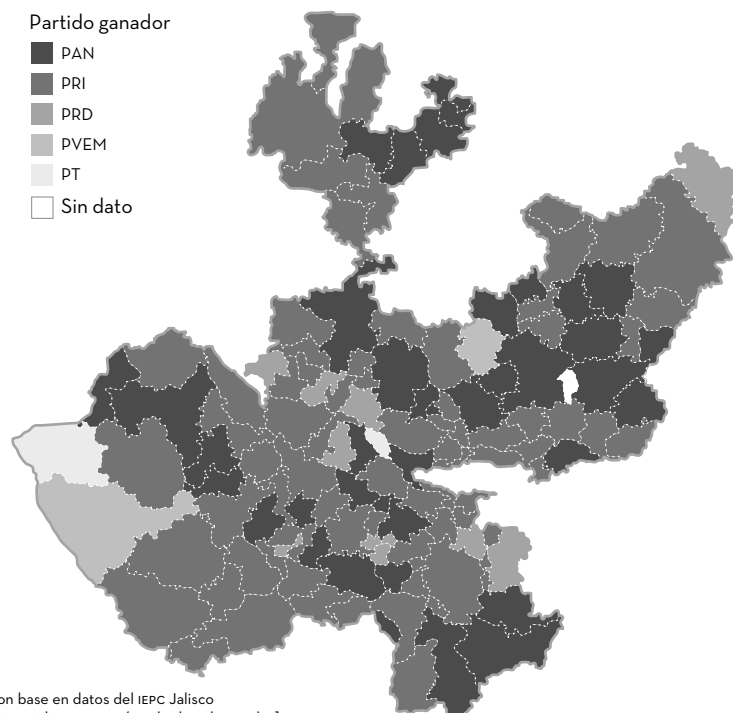 Partido ganador
PAN
PRI
PRD
PVEM
PT
Sin dato
on base en datos del IEPC Jalisco